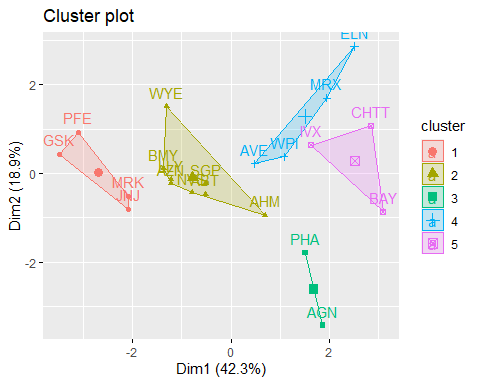 Cluster plot
ELN
MRX
WYE
CHTT
PFE
IVX
GSK
WPI
AVE
BMY
AZN SGP
MRK
JNJ
AHM
BAY
PHA
AGN
2
0
-2
Dim2 (18.9%)
-2 0 2
Dim1 (42.3%)
cluster
1
2
3
4
5